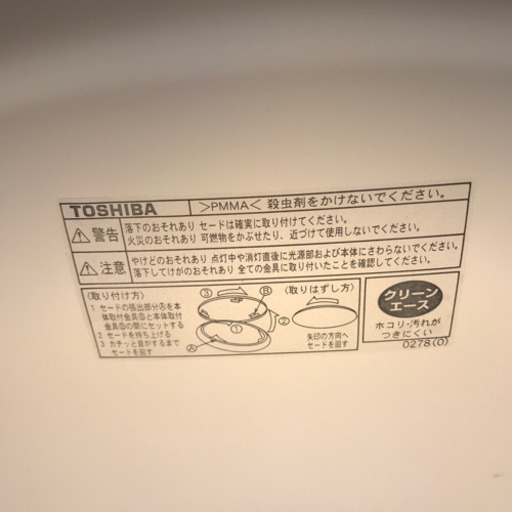 TOSHIBA >PMMA< 殺虫剤をかけないでください。
警告 落下のおそれあり セードは確実に取り付けてください。
火災のおそれあり 可燃物をかぶせたり、近づけて使用しないでください。
注意 やけどのおそれあり 点灯中や消灯直後に光源部および本体にさわらないでください。
落下してけがのおそれあり 全ての金具に取り付いたことを確認してください。
〈取り付け方〉
1 セードの張出部分Ⓐを本
体取付金具Ⓑと本体取付
金具Ⓑの間にセットする
2 セードを持ち上げる
3 カチッと音がするまで
セードを回す
③
Ⓑ
①
②
Ⓐ
〈取りはずし方〉
矢印の方向へ
セードを回す
クリーン
エース
ホコリ・汚れが
つきにくい
0278(0)